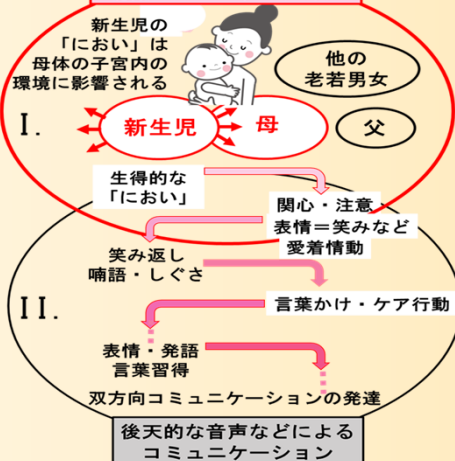 新生児の
「におい」は
母体の子宮内の
環境に影響される
他の
老若男女
I.
新生児
母
父
生得的な
「におい」
関心・注意
表情＝笑みなど
愛着情動
笑み返し
喃語・しぐさ
II.
言葉かけ・ケア行動
表情・発語
言葉習得
双方向コミュニケーションの発達
後天的な音声などによる
コミュニケーション